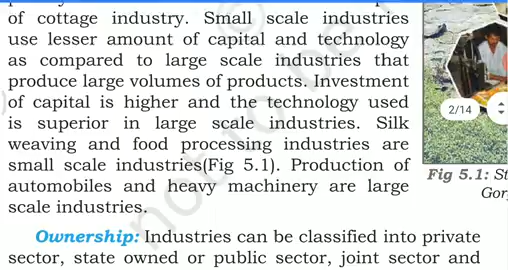 of cottage industry. Small scale industries
use lesser amount of capital and technology
as compared to large scale industries that
produce large volumes of products. Investment
of capital is higher and the technology used
is superior in large scale industries. Silk
weaving and food processing industries are
small scale industries(Fig 5.1). Production of
automobiles and heavy machinery are large
scale industries.
Ownership: Industries can be classified into private
sector, state owned or public sector, joint sector and
2/14
Fig 5.1: St
Gor
not to be
©